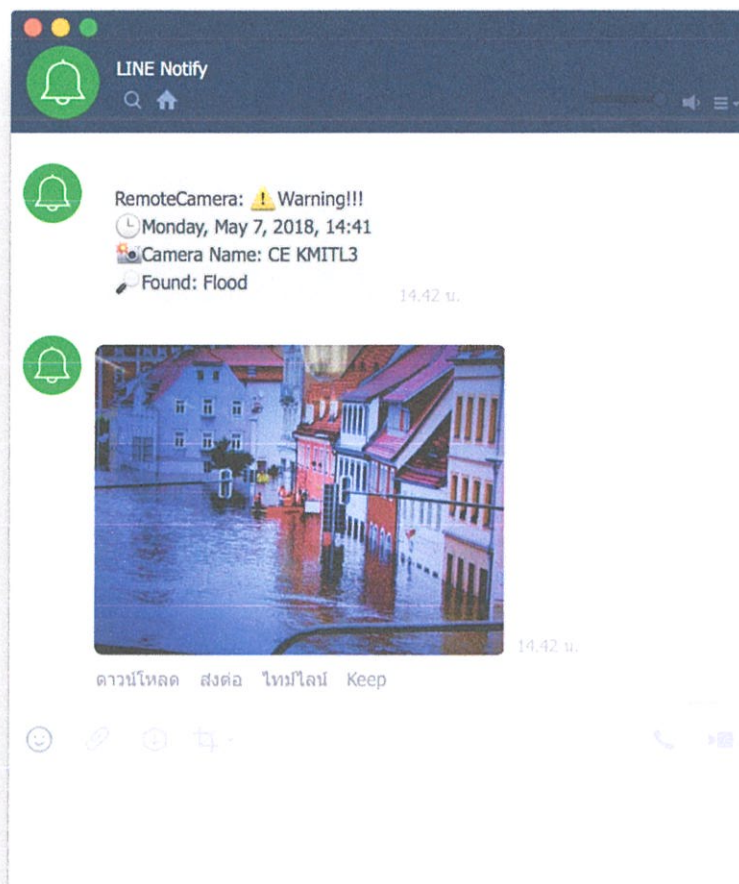 LINE Notify
RemoteCamera: ⚠️Warning!!!
🕒Monday, May 7, 2018, 14:41
📸Camera Name: CE KMITL3
🔎Found: Flood
14.42 น.
14.42 น.
ดาวน์โหลด ส่งต่อ ไทม์ไลน์ Keep